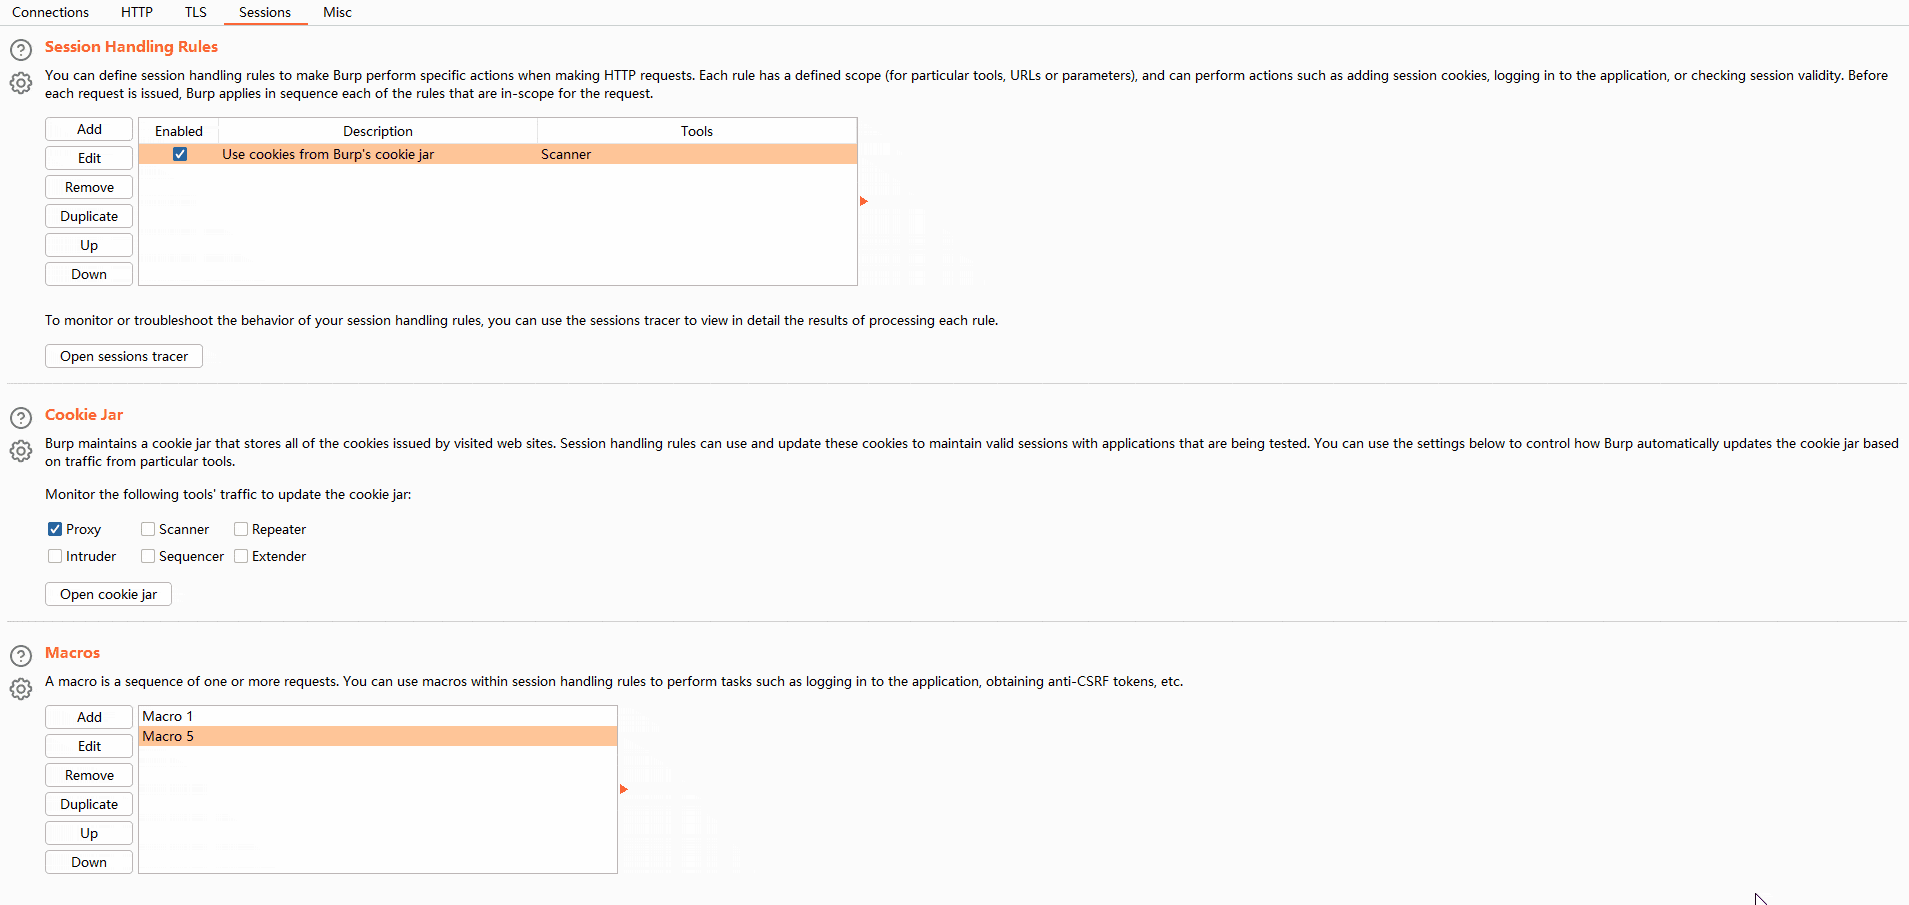 Connections HTTP TLS Sessions Misc
Session Handling Rules
You can define session handling rules to make Burp perform specific actions when making HTTP requests. Each rule has a defined scope (for particular tools, URLs or parameters), and can perform actions such as adding session cookies, logging in to the application, or checking session validity. Before
each request is issued, Burp applies in sequence each of the rules that are in-scope for the request.
Add
Edit
Remove
Duplicate
Up
Down
Enabled Description Tools
Use cookies from Burp's cookie jar Scanner
To monitor or troubleshoot the behavior of your session handling rules, you can use the sessions tracer to view in detail the results of processing each rule.
Open sessions tracer
Cookie Jar
Burp maintains a cookie jar that stores all of the cookies issued by visited web sites. Session handling rules can use and update these cookies to maintain valid sessions with applications that are being tested. You can use the settings below to control how Burp automatically updates the cookie jar based
on traffic from particular tools.
Monitor the following tools' traffic to update the cookie jar:
Proxy Scanner Repeater
Intruder Sequencer Extender
Open cookie jar
Macros
A macro is a sequence of one or more requests. You can use macros within session handling rules to perform tasks such as logging in to the application, obtaining anti-CSRF tokens, etc.
Add
Edit
Remove
Duplicate
Up
Down
Macro 1
Macro 5